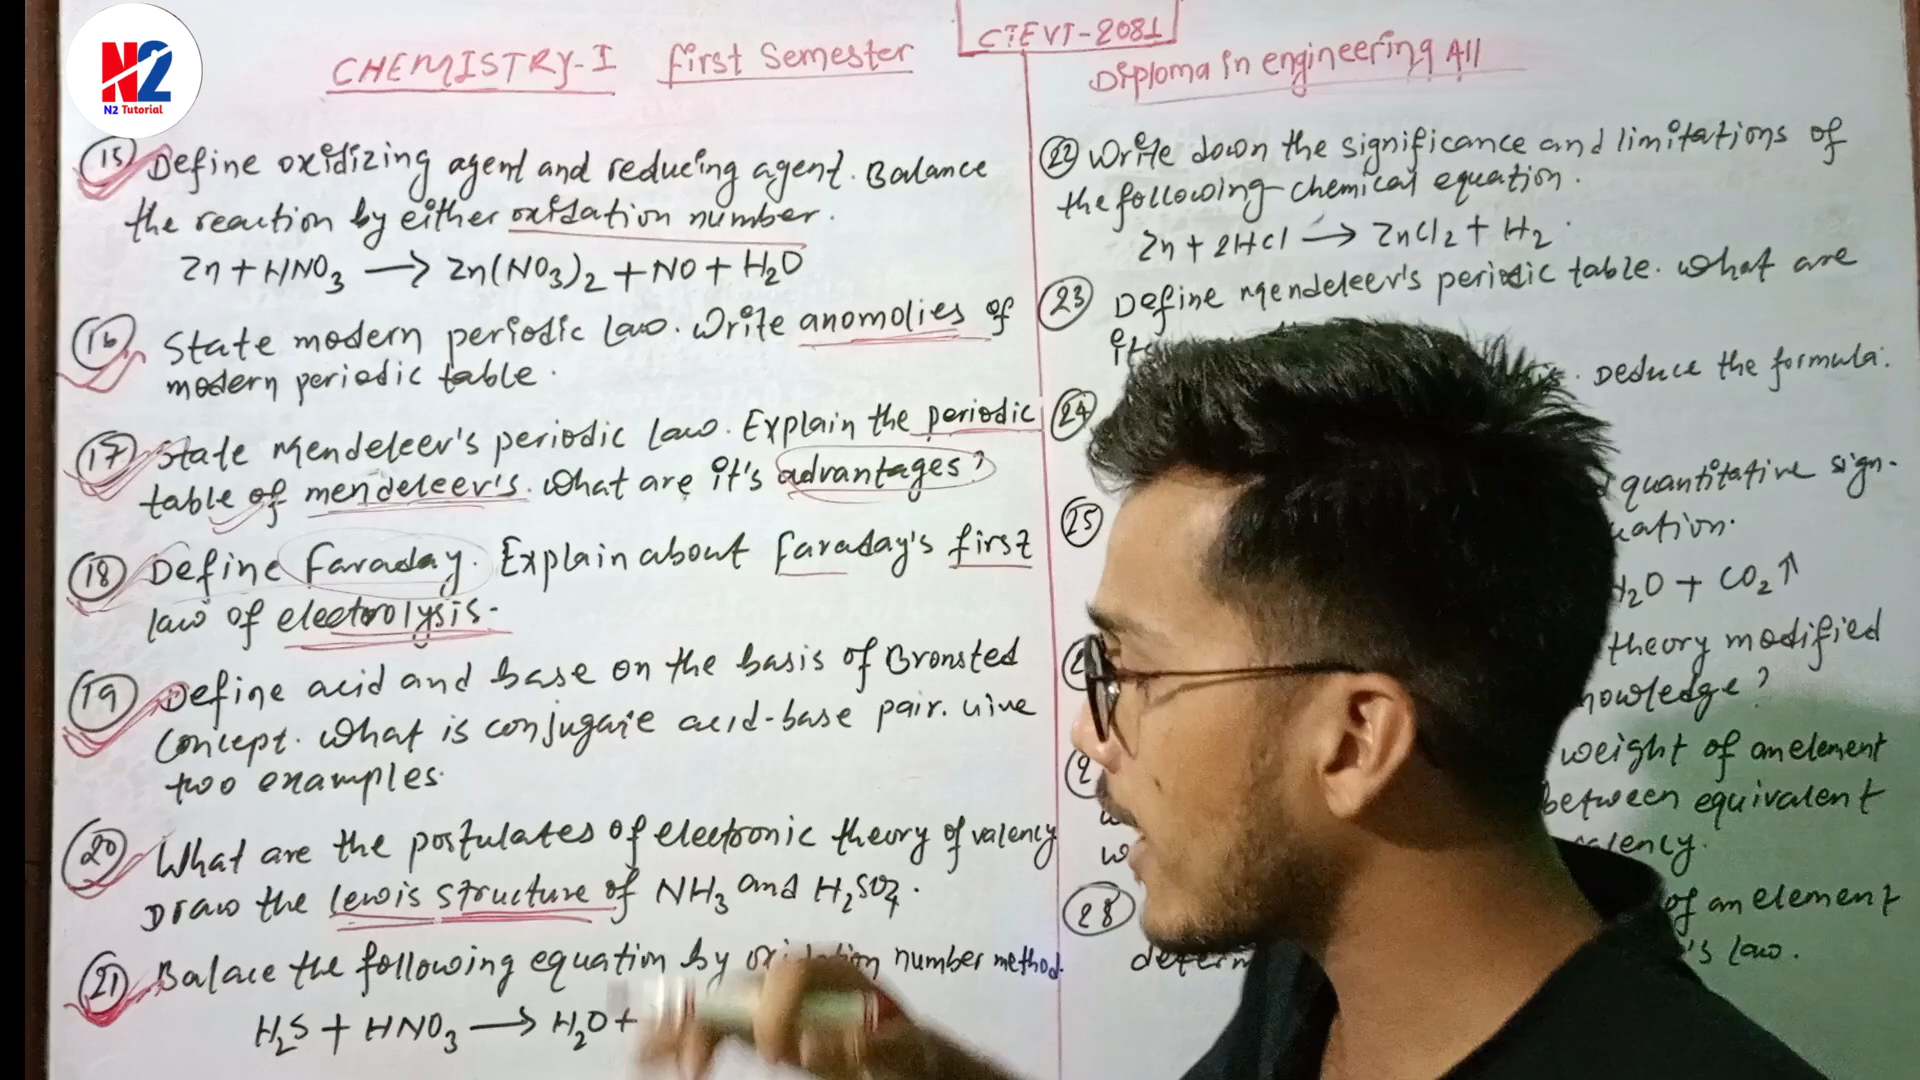 N2
N2 Tutorial
CHEMISTRY-I First Semester
CTEVT-2081
Diploma in engineering All
(15) Define oxidizing agent and reducing agent. Balance
the reaction by either oxidation number.
Zn + HNO3 → Zn(NO3)2 + NO + H2O
(16) State modern periodic law. Write anomolies of
modern periodic table.
(17) State Mendeleev's periodic law. Explain the periodic
table of mendeleev's. What are it's advantages?
(18) Define Faraday. Explain about Faraday's first
law of electrolysis.
(19) Define acid and base on the basis of Bronsted
concept. What is conjugate acid-base pair. Give
two examples.
(20) What are the postulates of electronic theory of valency
Draw the lewis structure of NH3 and H2SO4.
(21) Balace the following equation by oxidation number method.
H2S + HNO3 → H2O +
(22) Write down the significance and limitations of
the following chemical equation.
Zn + 2HCl → ZnCl2 + H2.
(23) Define Mendeleev's periodic table. What are
(24) Deduce the formula.
(25) quantitative sign-
H2O + CO2↑
theory modified
weight of an element
between equivalent
(28) of an element
law.